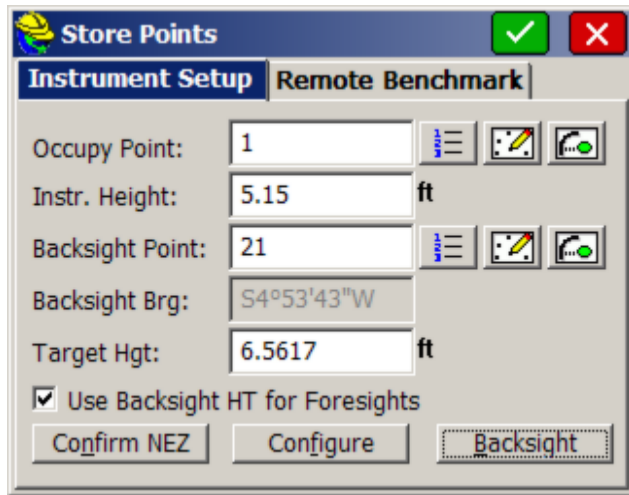 Store Points
Instrument Setup Remote Benchmark
Occupy Point: 1
Instr. Height: 5.15 ft
Backsight Point: 21
Backsight Brg: S4°53'43"W
Target Hgt: 6.5617 ft
Use Backsight HT for Foresights
Confirm NEZ Configure Backsight